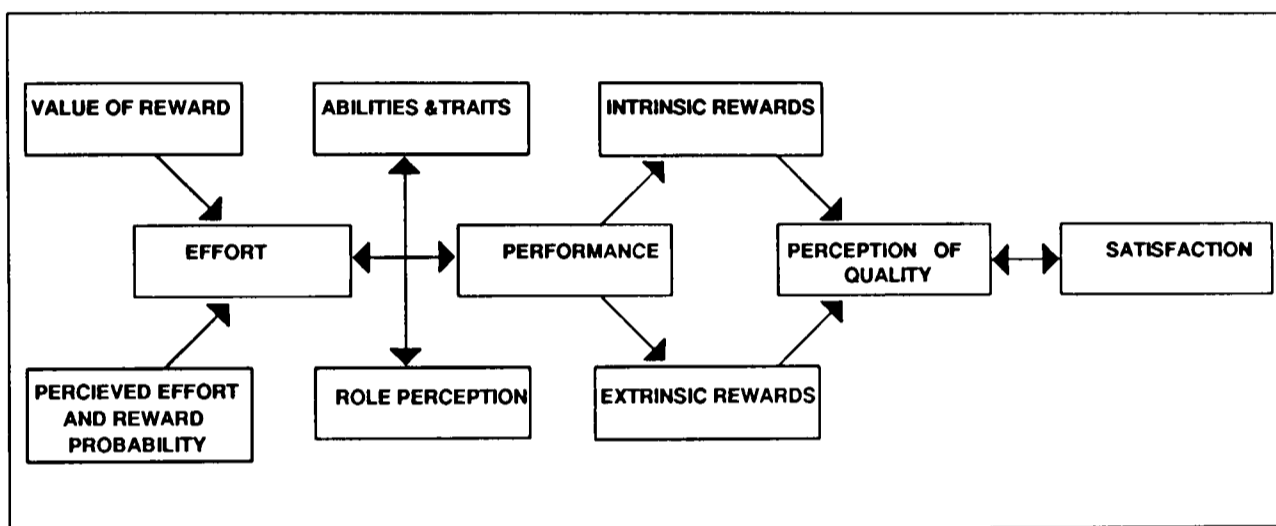 VALUE OF REWARD
ABILITIES &TRAITS
INTRINSIC REWARDS
EFFORT
PERFORMANCE
PERCEPTION OF
QUALITY
SATISFACTION
PERCIEVED EFFORT
AND REWARD
PROBABILITY
ROLE PERCEPTION
EXTRINSIC REWARDS